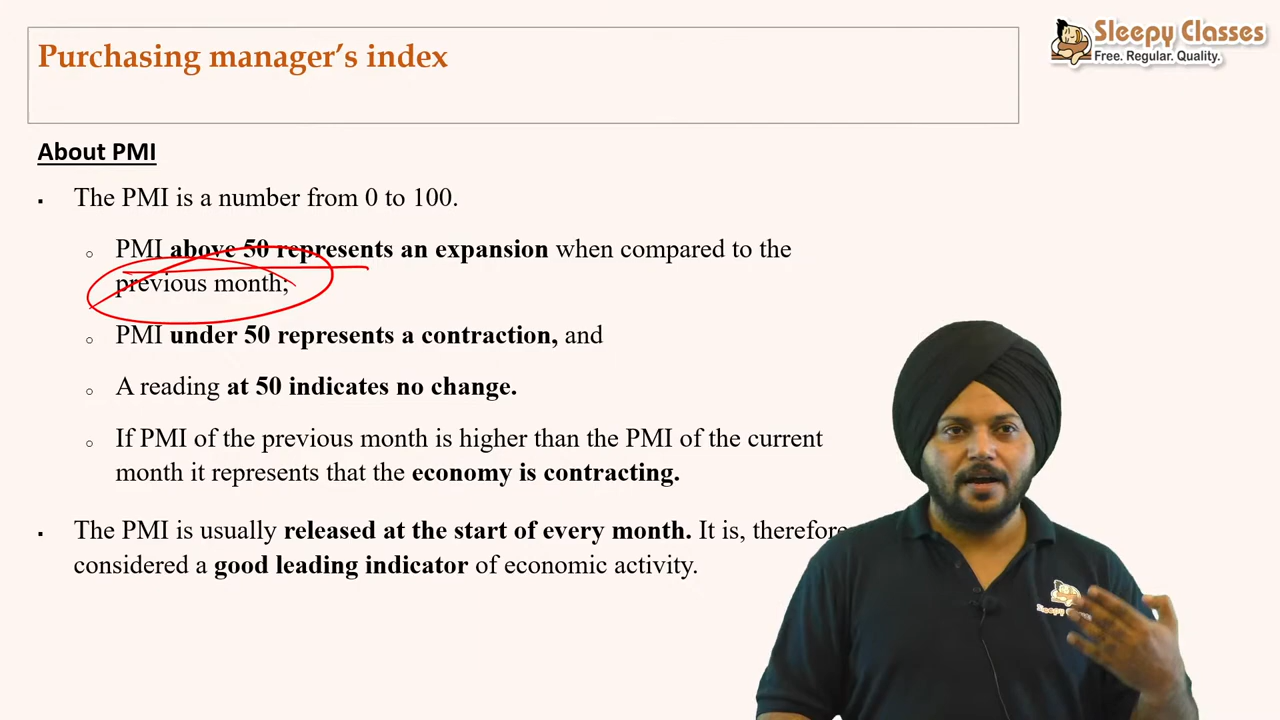 Purchasing manager's index
Sleepy Classes
Free. Regular. Quality.
About PMI
▪ The PMI is a number from 0 to 100.
o PMI above 50 represents an expansion when compared to the
previous month;
o PMI under 50 represents a contraction, and
o A reading at 50 indicates no change.
o If PMI of the previous month is higher than the PMI of the current
month it represents that the economy is contracting.
▪ The PMI is usually released at the start of every month. It is, therefore
considered a good leading indicator of economic activity.
Sleepy Classes